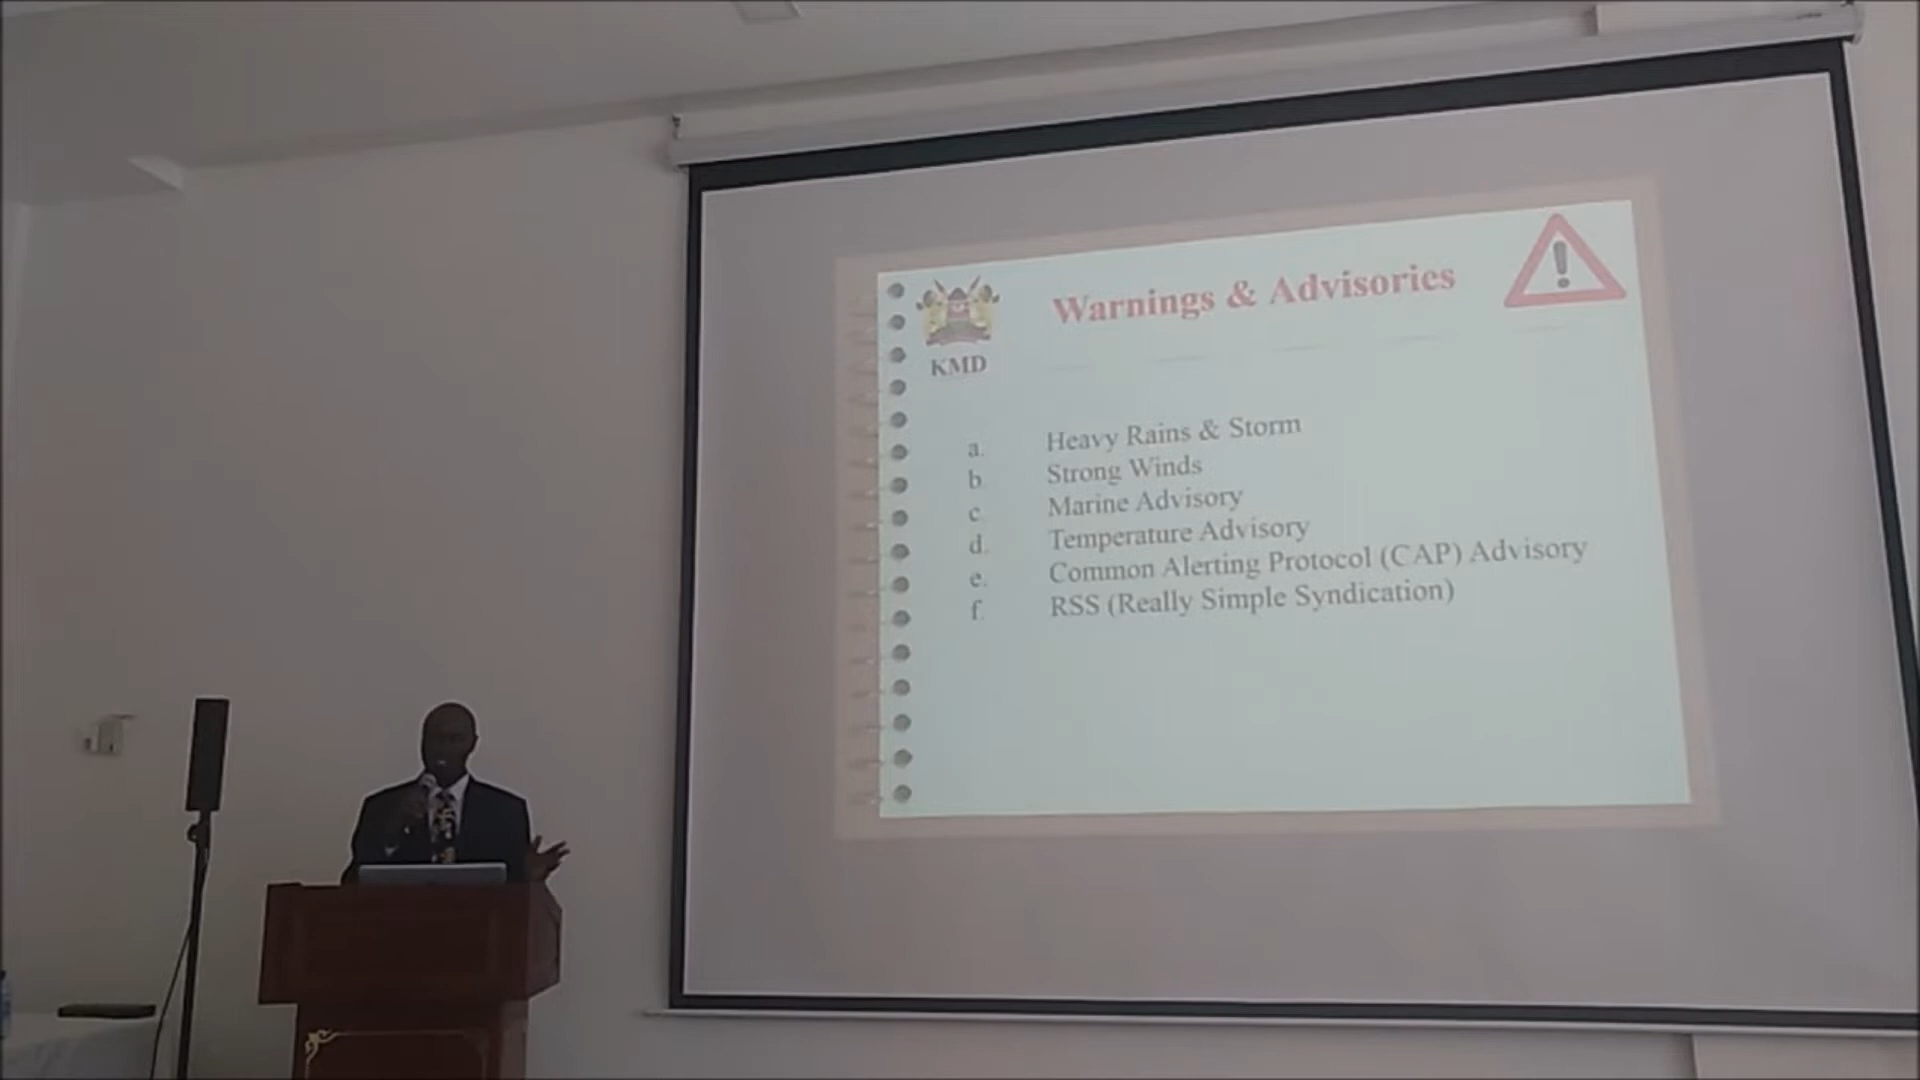 Warnings & Advisories
KMD
a. Heavy Rains & Storm
b Strong Winds
c. Marine Advisory
d. Temperature Advisory
e. Common Alerting Protocol (CAP) Advisory
f. RSS (Really Simple Syndication)